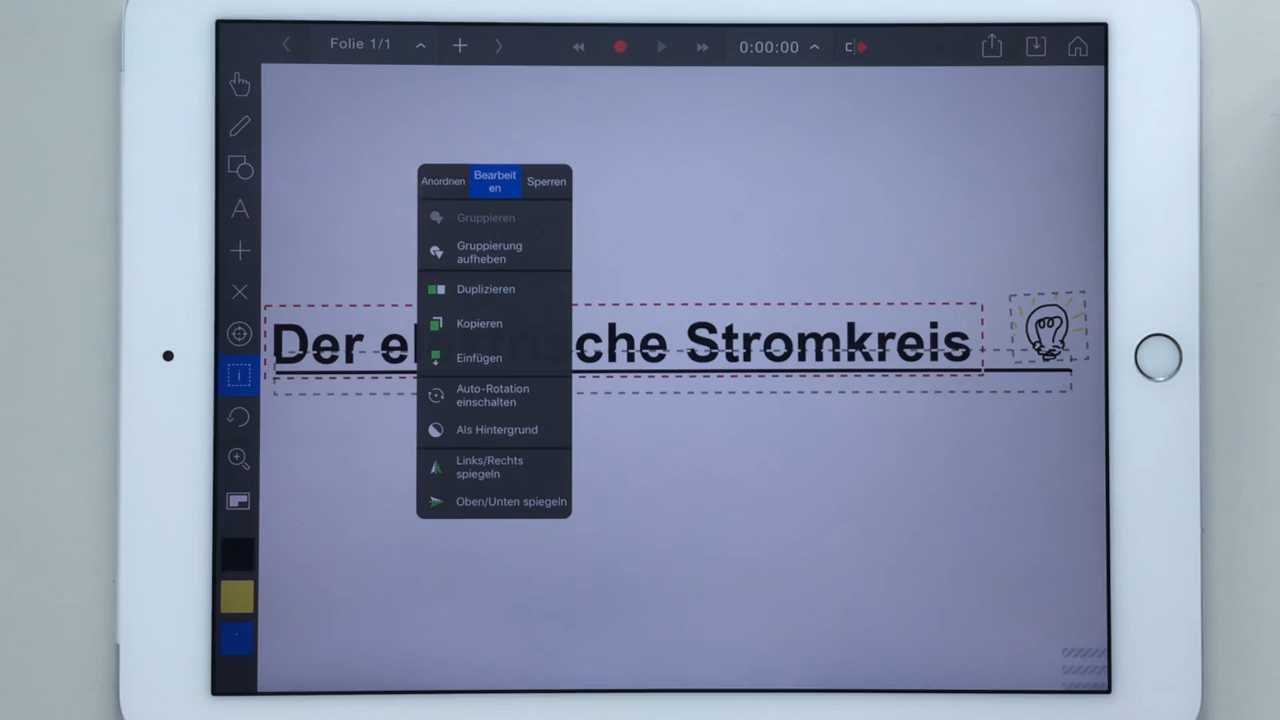 Folie 1/1
0:00:00
Anordnen
Bearbeit
en
Sperren
Gruppieren
Gruppierung
aufheben
Duplizieren
Kopieren
Einfügen
Auto-Rotation
einschalten
Als Hintergrund
Links/Rechts
spiegeln
Oben/Unten spiegeln
Der el che Stromkreis